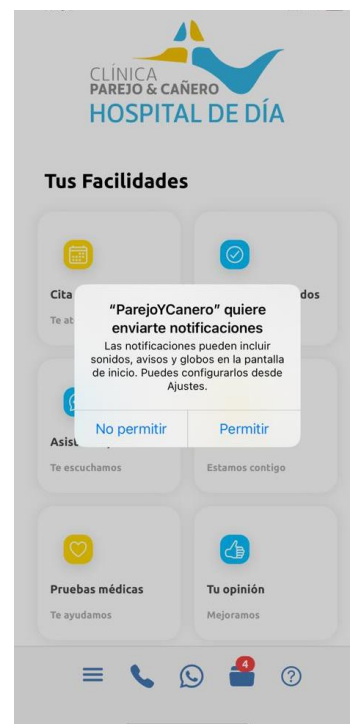 CLÍNICA
PAREJO & CAÑERO
HOSPITAL DE DÍA
Tus Facilidades
Cita
dos
Te at
“ParejoYCanero” quiere
enviarte notificaciones
Las notificaciones pueden incluir
sonidos, avisos y globos en la pantalla
de inicio. Puedes configurarlos desde
Ajustes.
No permitir Permitir
Te escuchamos Estamos contigo
Pruebas médicas Tu opinión
Te ayudamos Mejoramos
4